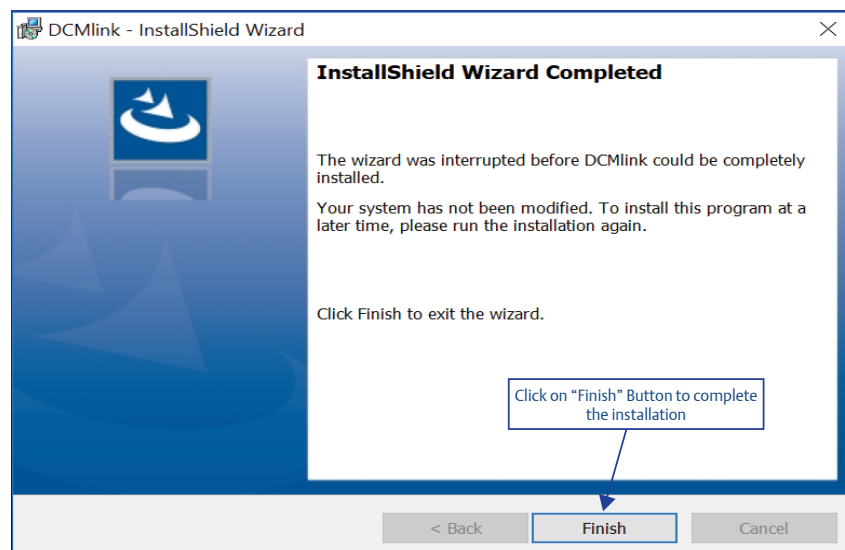 DCMlink - InstallShield Wizard
InstallShield Wizard Completed
The wizard was interrupted before DCMlink could be completely
installed.
Your system has not been modified. To install this program at a
later time, please run the installation again.
Click Finish to exit the wizard.
Click on “Finish” Button to complete
the installation
< Back
Finish
Cancel